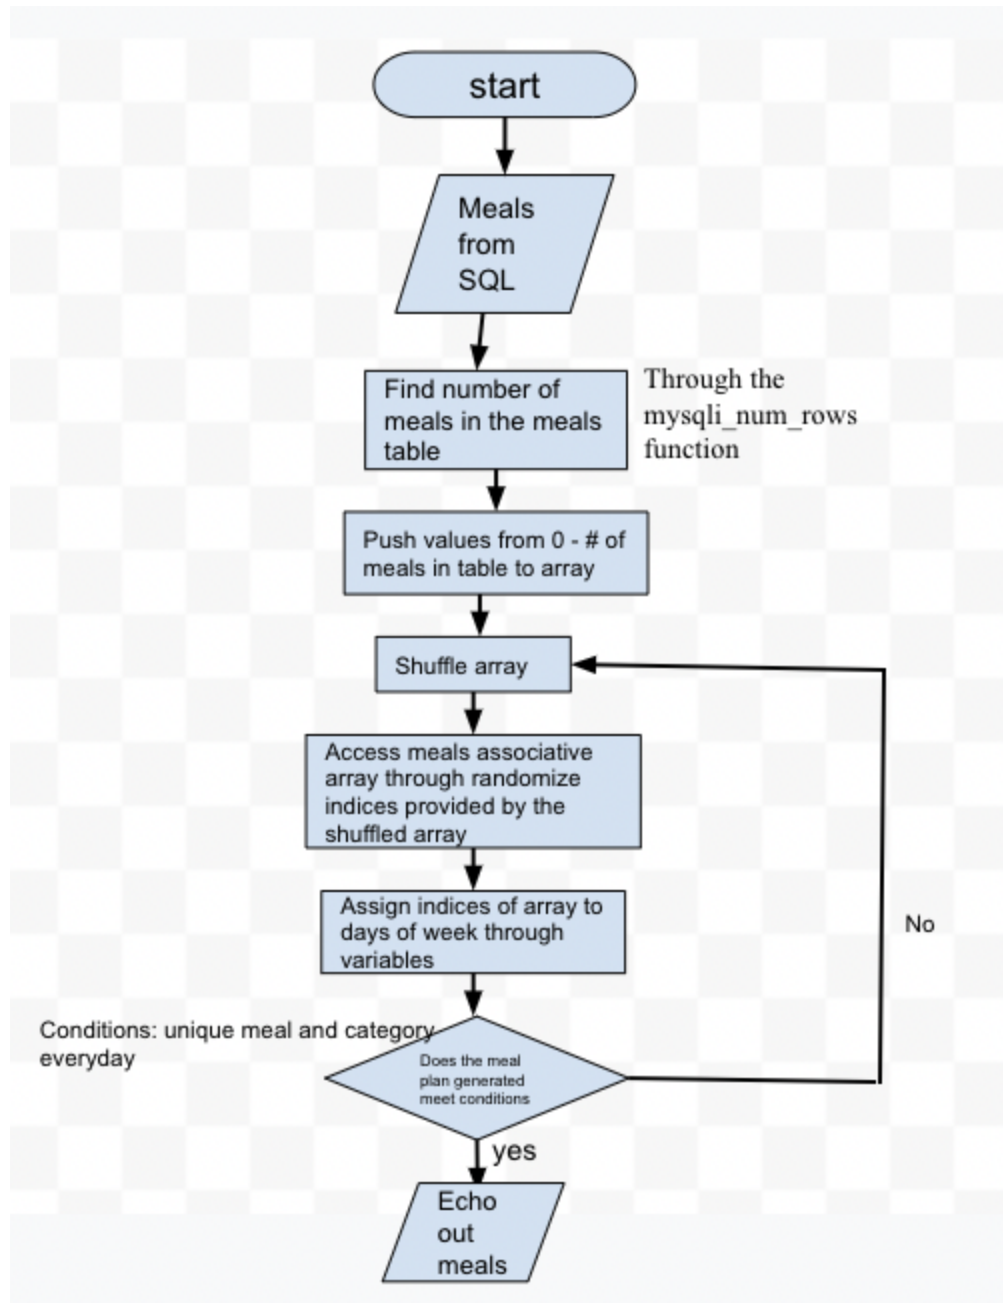 start
Meals
from
SQL
Find number of
meals in the meals
table
Through the
mysqli_num_rows
function
Push values from 0 - # of
meals in table to array
Shuffle array
Access meals associative
array through randomize
indices provided by the
shuffled array
Assign indices of array to
days of week through
variables
No
Conditions: unique meal and category
everyday
Does the meal
plan generated
meet conditions
yes
Echo
out
meals